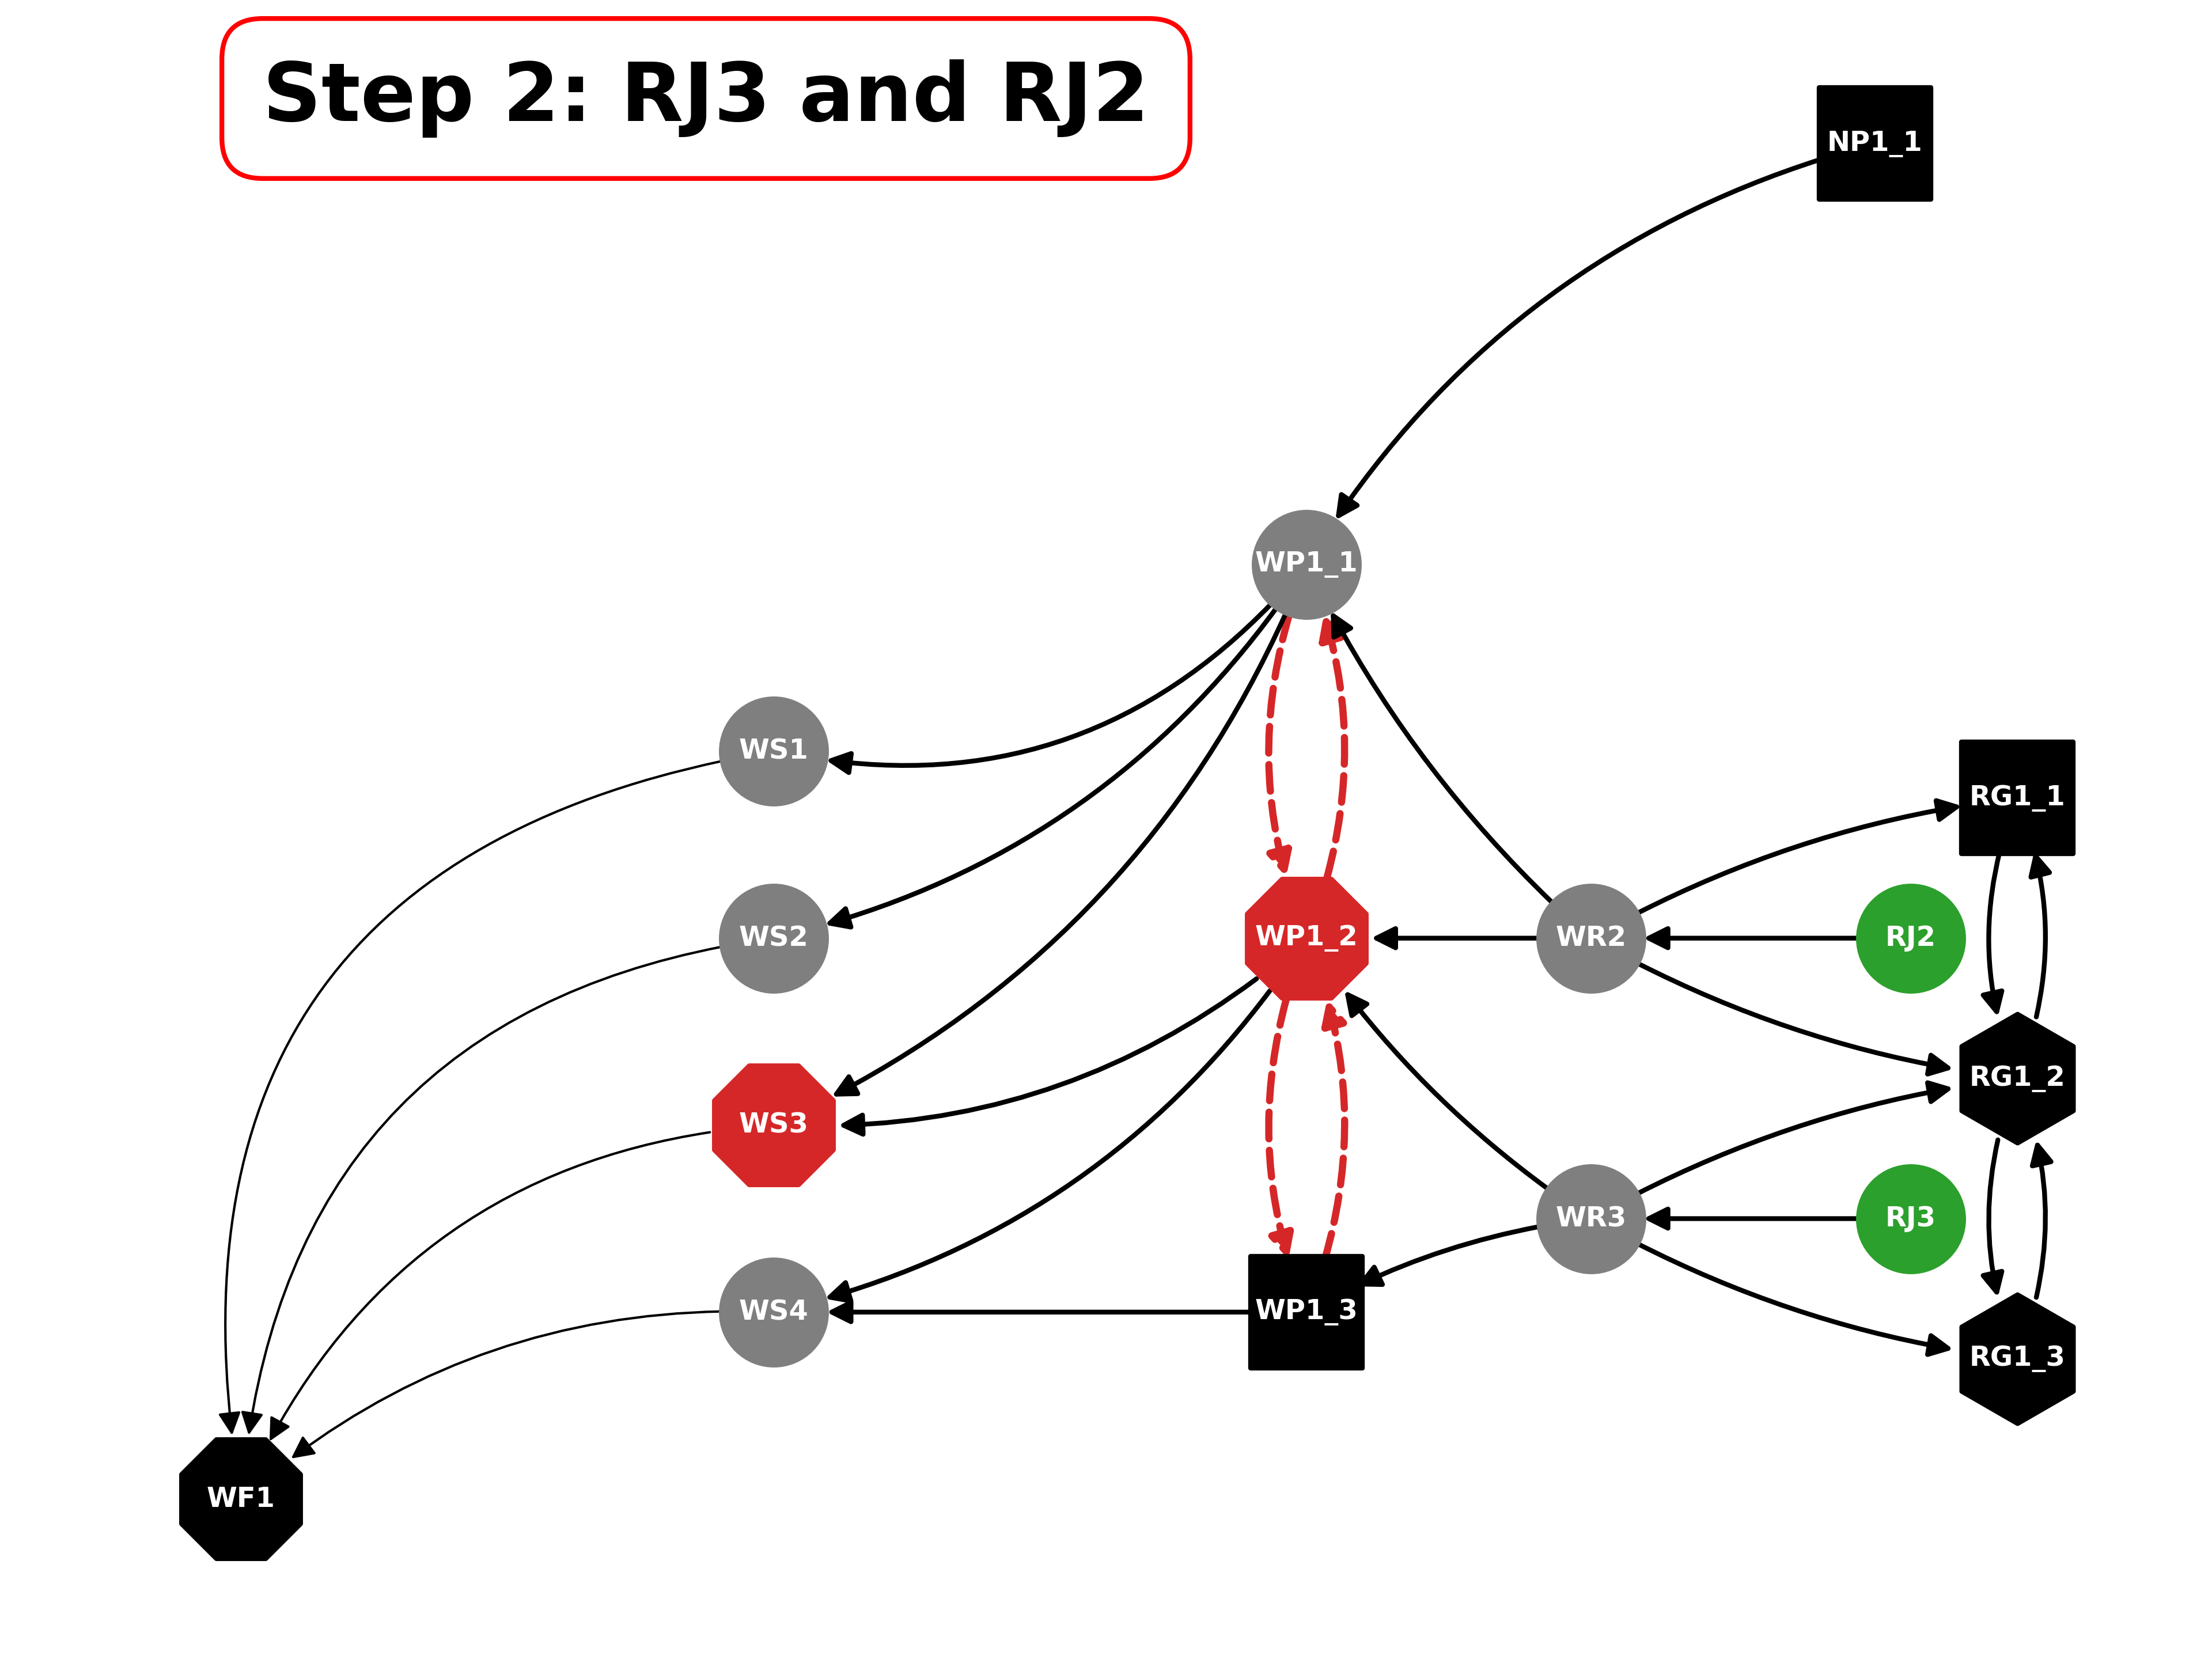 Step 2: RJ3 and RJ2
NP1_1
WP1_1
WS1
RG1_1
WS2
WP1_2
WR2
RJ2
RG1_2
WS3
WR3
RJ3
WS4
WP1_3
RG1_3
WF1